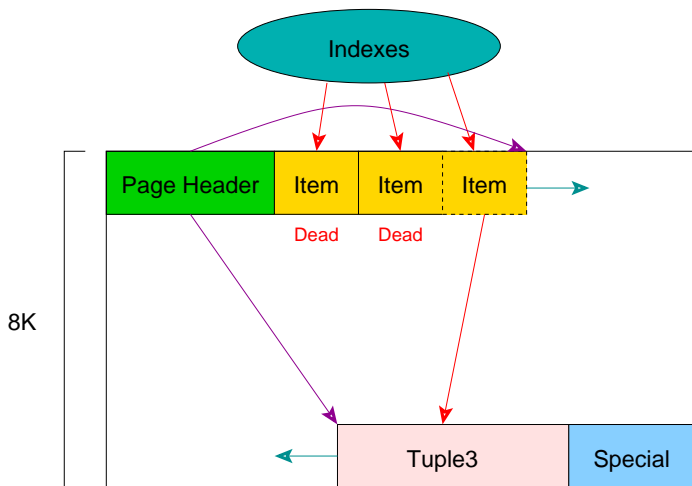 Indexes
Page Header Item Item Item
Dead Dead
8K
Tuple3 Special